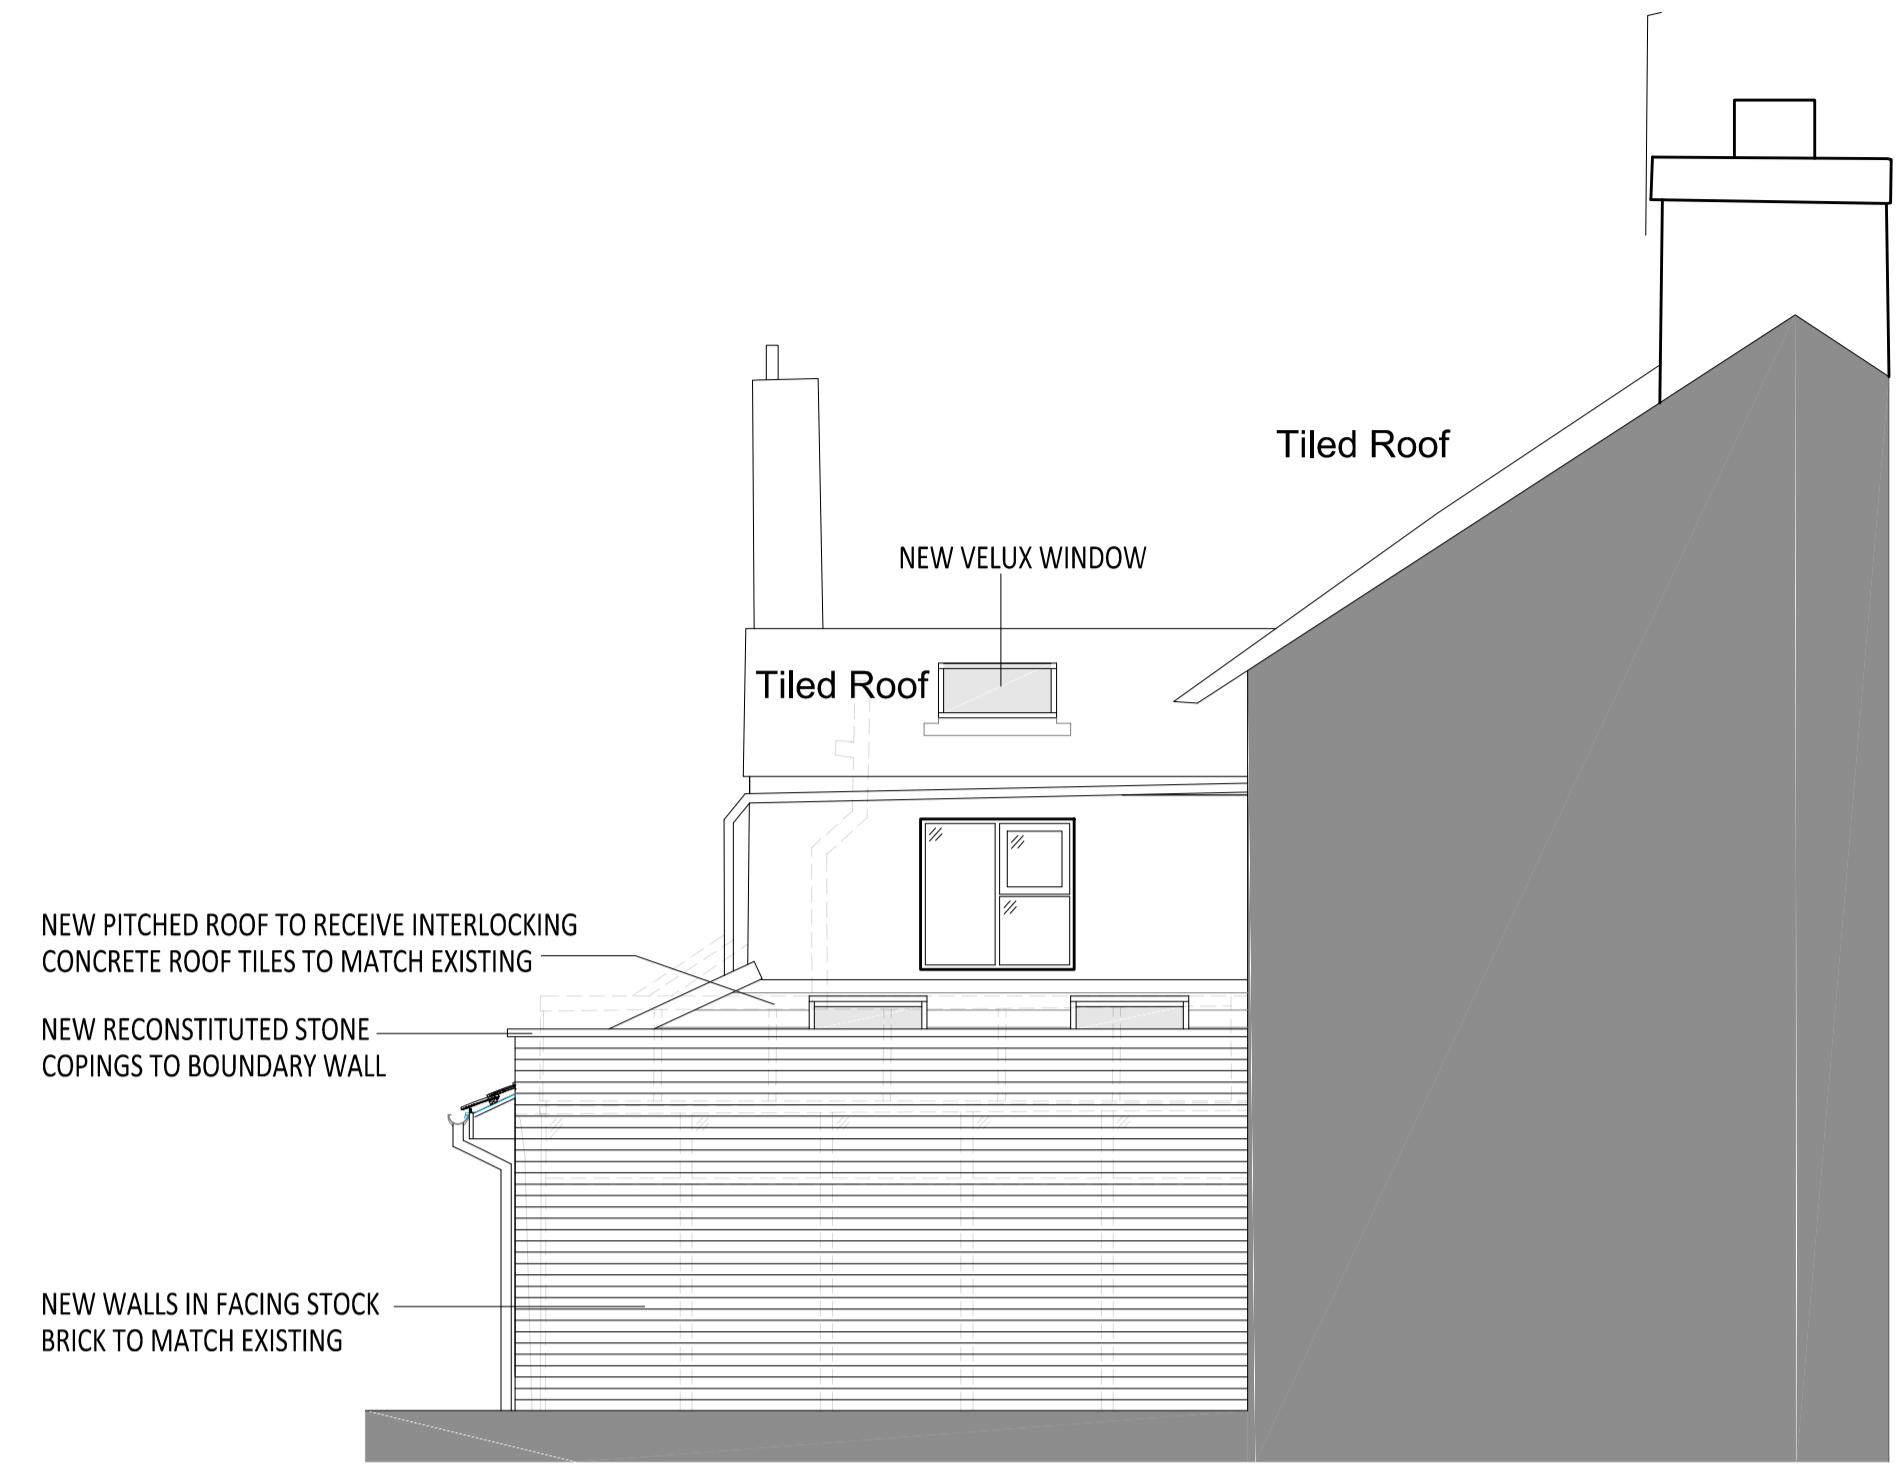 Tiled Roof
NEW VELUX WINDOW
Tiled Roof
NEW PITCHED ROOF TO RECEIVE INTERLOCKING
CONCRETE ROOF TILES TO MATCH EXISTING
NEW RECONSTITUTED STONE
COPINGS TO BOUNDARY WALL
NEW WALLS IN FACING STOCK
BRICK TO MATCH EXISTING